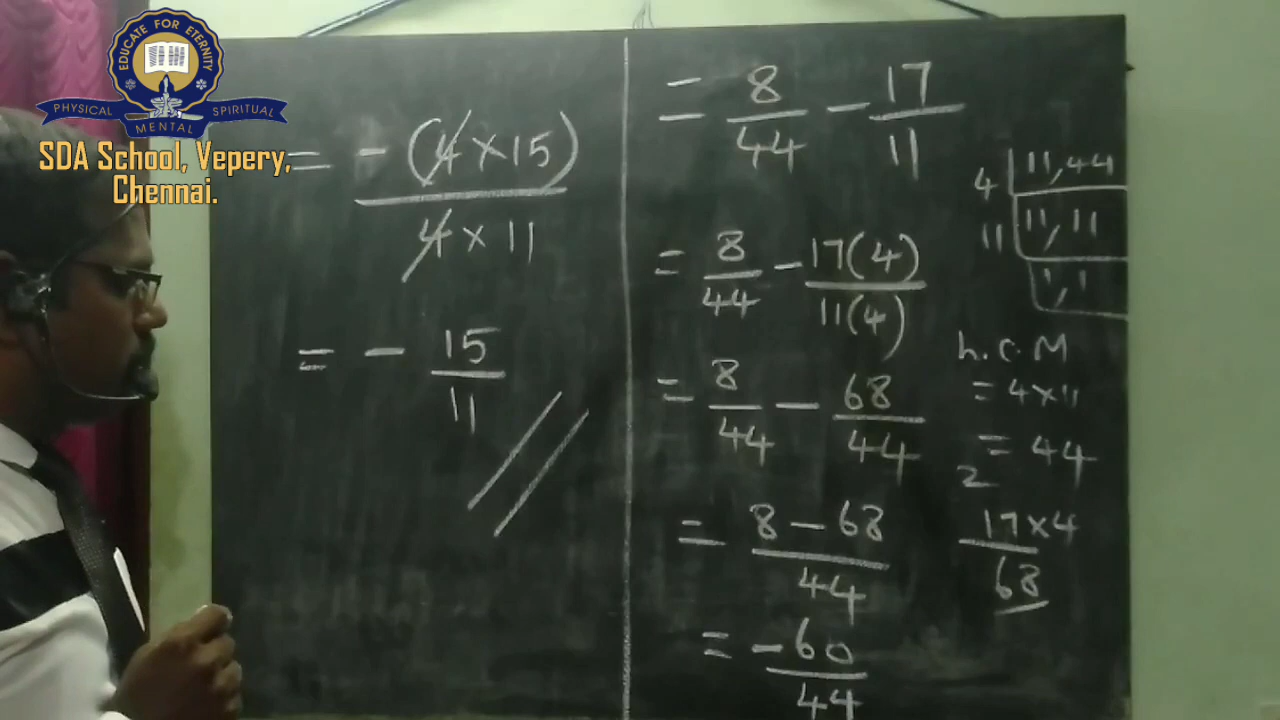 EDUCATE FOR ETERNITY
PHYSICAL MENTAL SPIRITUAL
SDA School, Vepery,
Chennai.
= -(4 × 15) / 4 × 11
= - 15/11
= 8/44 - 17/11
= 8/44 - 17(4)/11(4)
= 8/44 - 68/44
= 8 - 68 / 44
= -60/44
4 | 11, 44
11 | 11, 11
1, 1
L.C.M
= 4×11
= 44
2
17×4
68